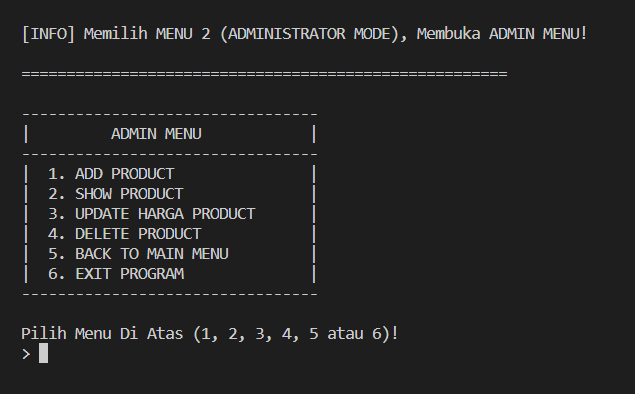 [INFO] Memilih MENU 2 (ADMINISTRATOR MODE), Membuka ADMIN MENU!
======================================================
---------------------------------
|         ADMIN MENU            |
---------------------------------
|  1. ADD PRODUCT               |
|  2. SHOW PRODUCT              |
|  3. UPDATE HARGA PRODUCT      |
|  4. DELETE PRODUCT            |
|  5. BACK TO MAIN MENU         |
|  6. EXIT PROGRAM              |
---------------------------------
Pilih Menu Di Atas (1, 2, 3, 4, 5 atau 6)!
>